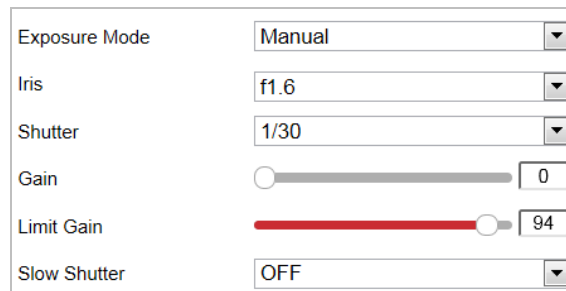 Exposure Mode Manual
Iris f1.6
Shutter 1/30
Gain 0
Limit Gain 94
Slow Shutter OFF